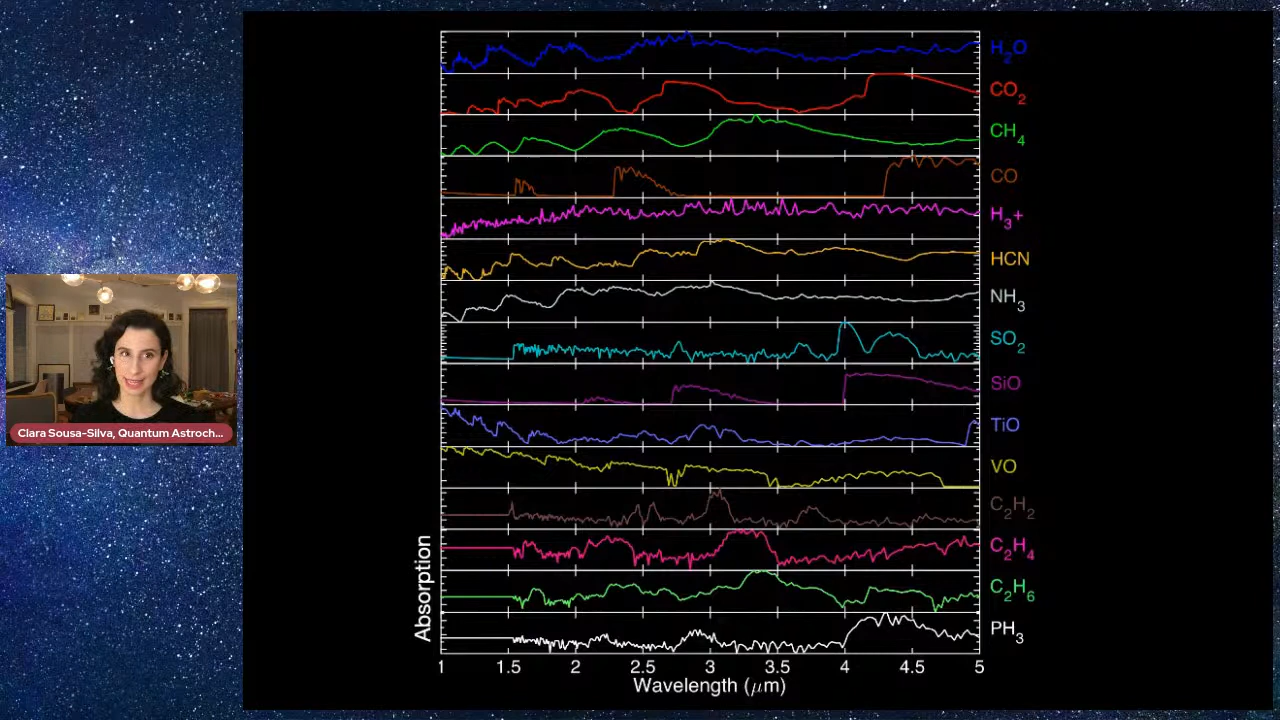 H₂O
CO₂
CH₄
CO
H₃+
HCN
NH₃
SO₂
SiO
TiO
VO
C₂H₂
C₂H₄
C₂H₆
PH₃
Absorption
1 1.5 2 2.5 3 3.5 4 4.5 5
Wavelength (μm)
Clara Sousa-Silva, Quantum Astroch...